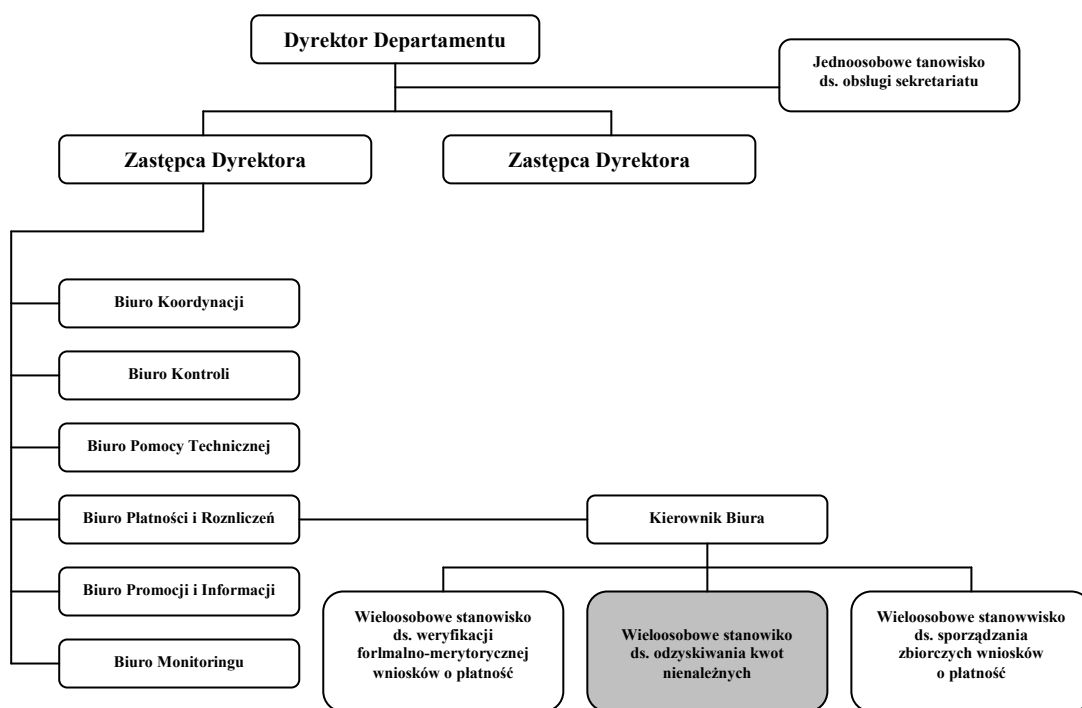 Dyrektor Departamentu
Jednoosobowe tanowisko
ds. obsługi sekretariatu
Zastępca Dyrektora
Zastępca Dyrektora
Biuro Koordynacji
Biuro Kontroli
Biuro Pomocy Technicznej
Biuro Płatności i Roznliczeń
Kierownik Biura
Biuro Promocji i Informacji
Biuro Monitoringu
Wieloosobowe stanowisko
ds. weryfikacji
forlmalno-merytorycznej
wniosków o płatność
Wieloosobowe stanowiko
ds. odzyskiwania kwot
nienależnych
Wieloosobowe stanowwisko
ds. sporządzania
zbiorczych wniosków
o płatność